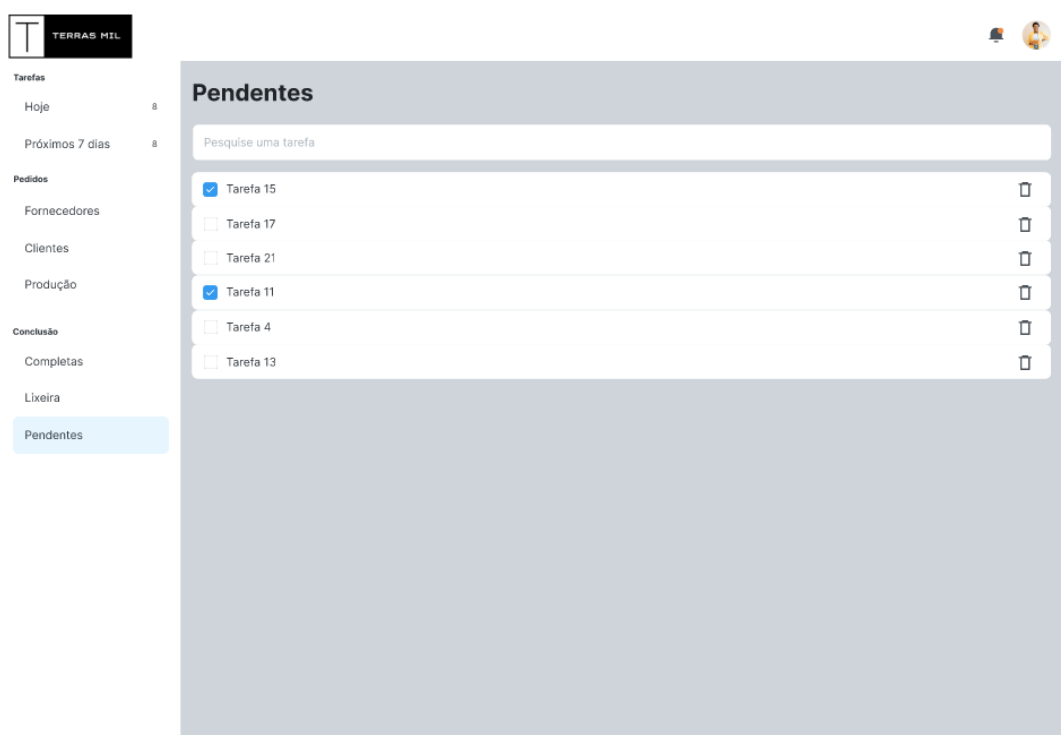 T
TERRAS MIL
Tarefas
Hoje 8
Próximos 7 dias 8
Pedidos
Fornecedores
Clientes
Produção
Conclusão
Completas
Lixeira
Pendentes
Pendentes
Pesquise uma tarefa
Tarefa 15
Tarefa 17
Tarefa 21
Tarefa 11
Tarefa 4
Tarefa 13